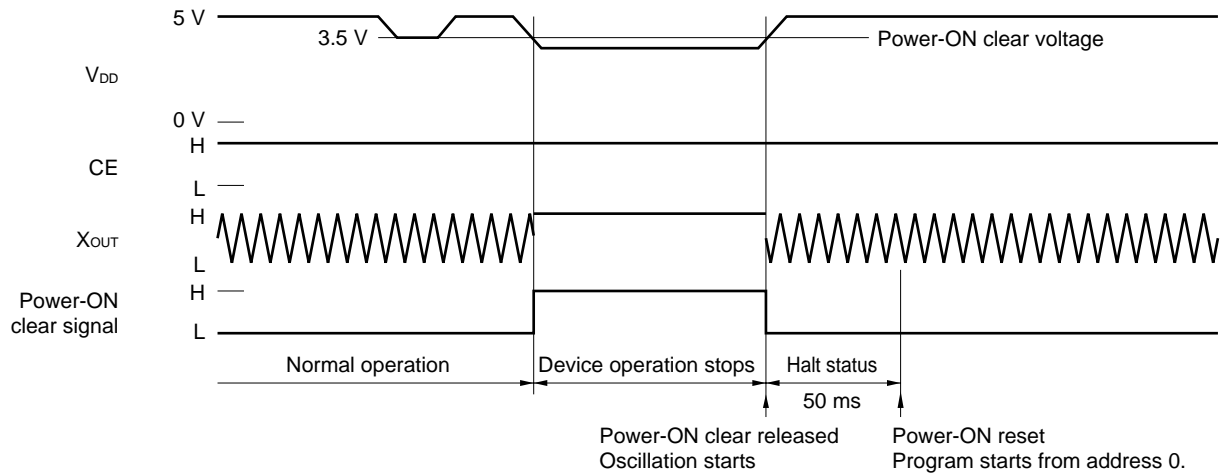 5 V
3.5 V
Power-ON clear voltage
VDD
0 V
H
CE
L
H
XOUT
L
H
Power-ON
clear signal
L
Normal operation
Device operation stops
Halt status
50 ms
Power-ON clear released
Oscillation starts
Power-ON reset
Program starts from address 0.